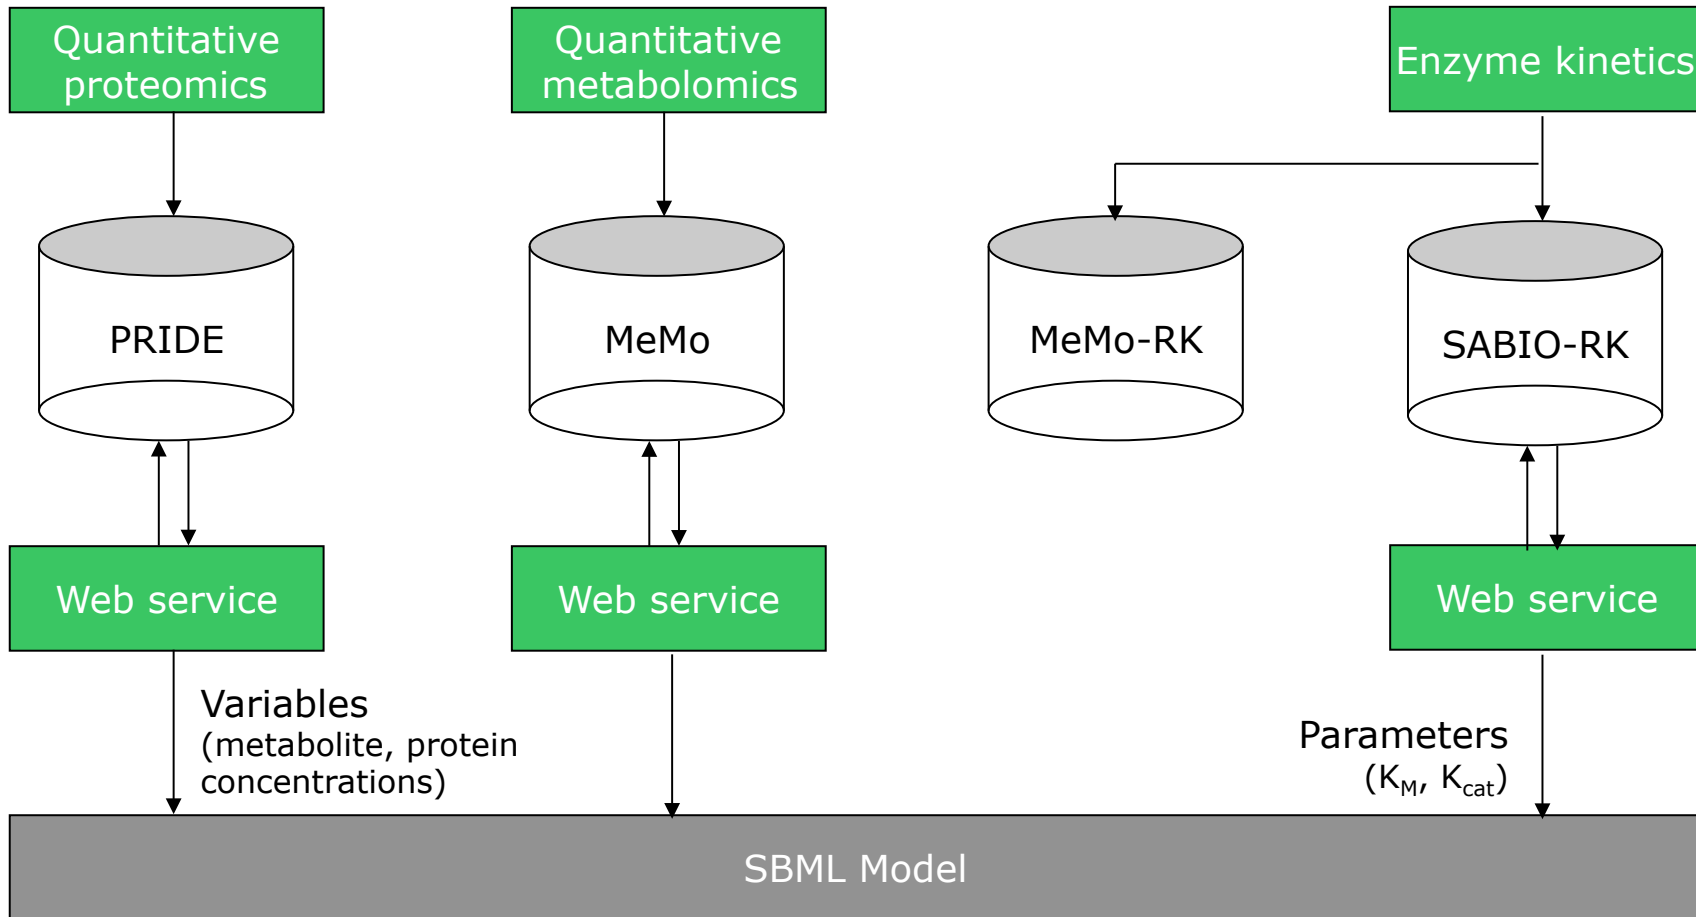 Quantitative
proteomics
Quantitative
metabolomics
Enzyme kinetics
PRIDE
MeMo
MeMo-RK
SABIO-RK
Web service
Web service
Web service
Variables
(metabolite, protein
concentrations)
Parameters
(KM, Kcat)
SBML Model